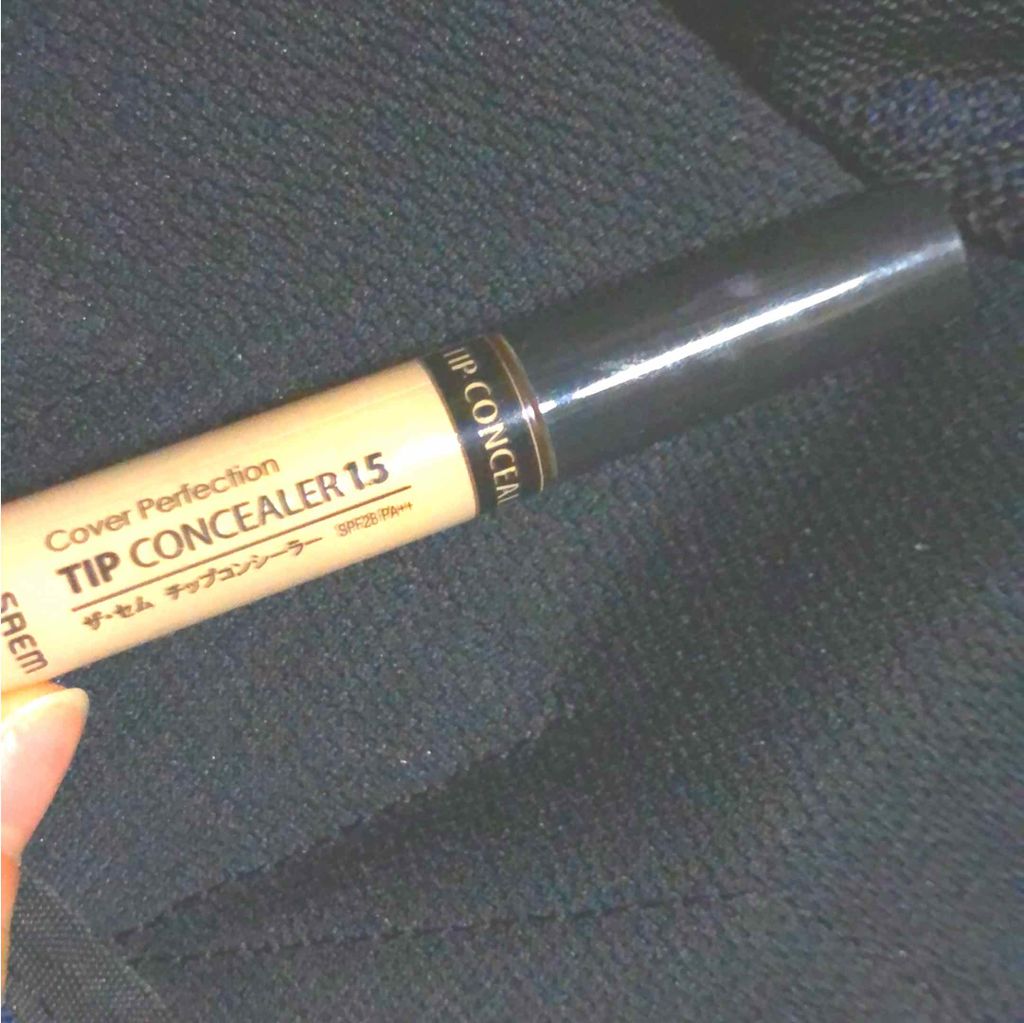 Cover Perfection
TIP CONCEALER 1.5
ザ・セム チップコンシーラー SPF28 PA++
SAEM
TIP CONCEAL